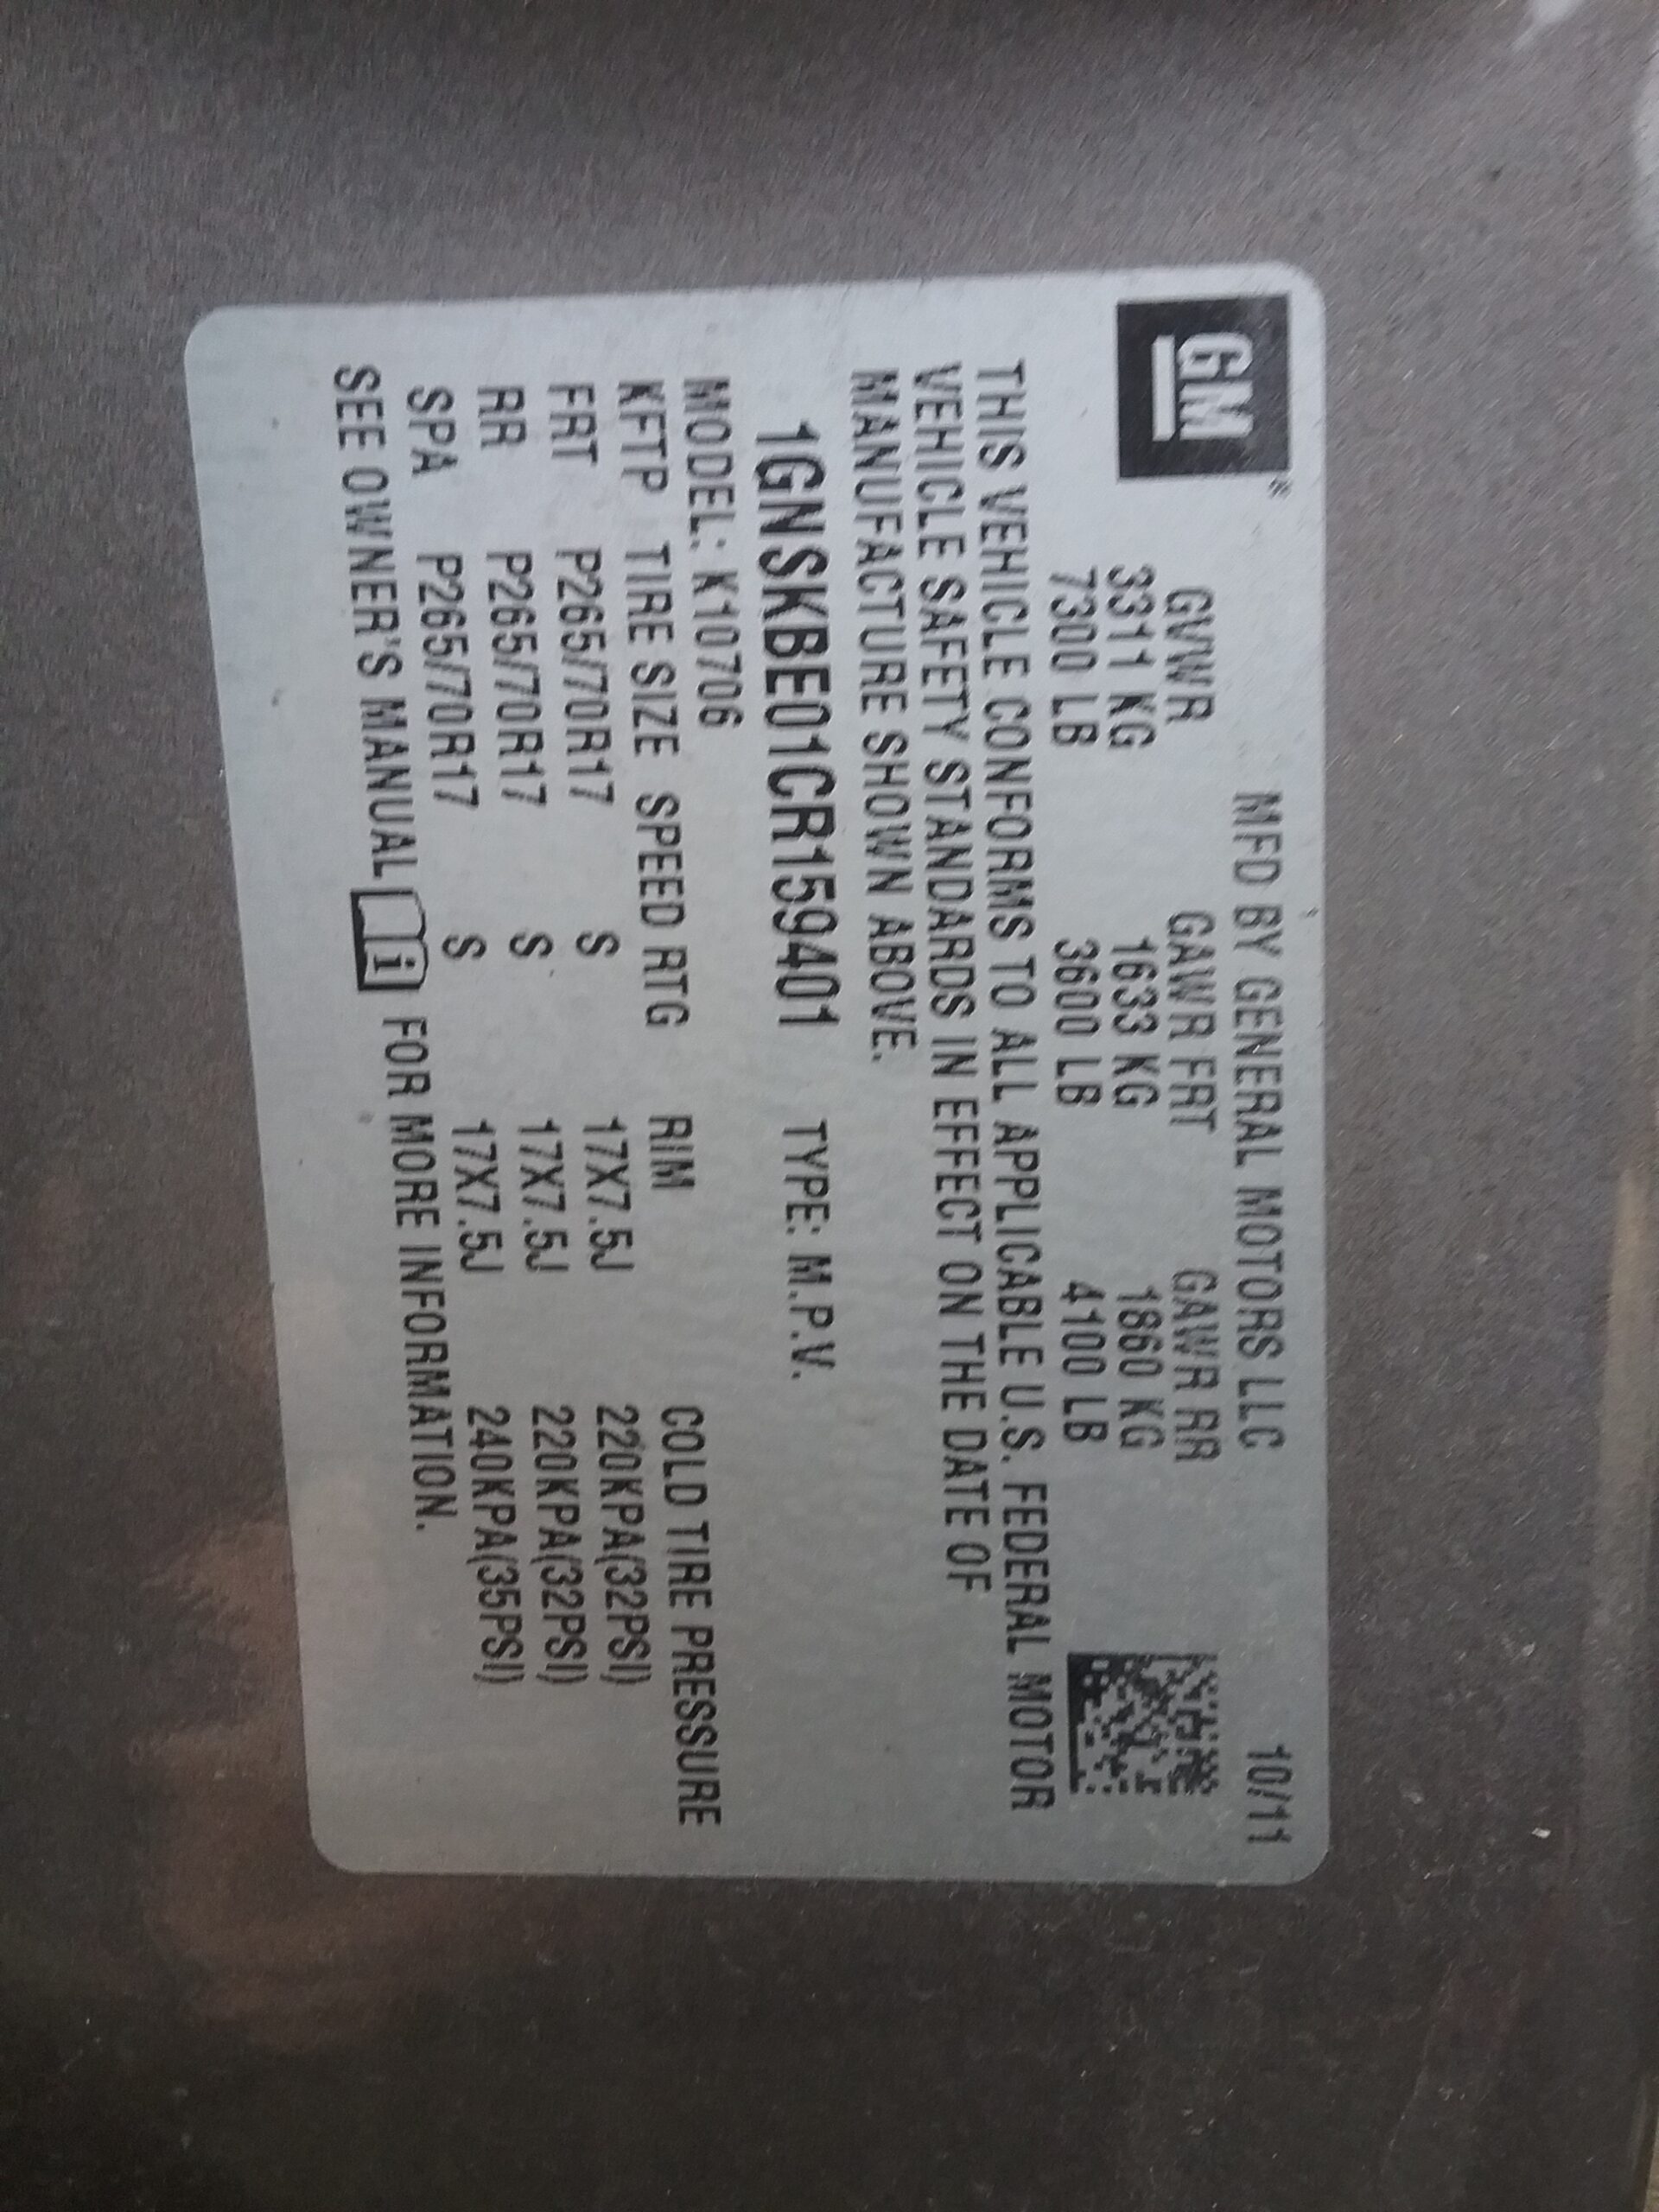 GM®
MFD BY GENERAL MOTORS LLC 10/11
GVWR GAWR FRT GAWR RR
3311 KG 1633 KG 1860 KG
7300 LB 3600 LB 4100 LB
THIS VEHICLE CONFORMS TO ALL APPLICABLE U.S. FEDERAL MOTOR
VEHICLE SAFETY STANDARDS IN EFFECT ON THE DATE OF
MANUFACTURE SHOWN ABOVE.
1GNSKBE01CR159401 TYPE: M.P.V.
MODEL: K10706
KFTP TIRE SIZE SPEED RTG RIM COLD TIRE PRESSURE
FRT P265/70R17 S 17X7.5J 220KPA(32PSI)
RR P265/70R17 S 17X7.5J 220KPA(32PSI)
SPA P265/70R17 S 17X7.5J 240KPA(35PSI)
SEE OWNER'S MANUAL i FOR MORE INFORMATION.